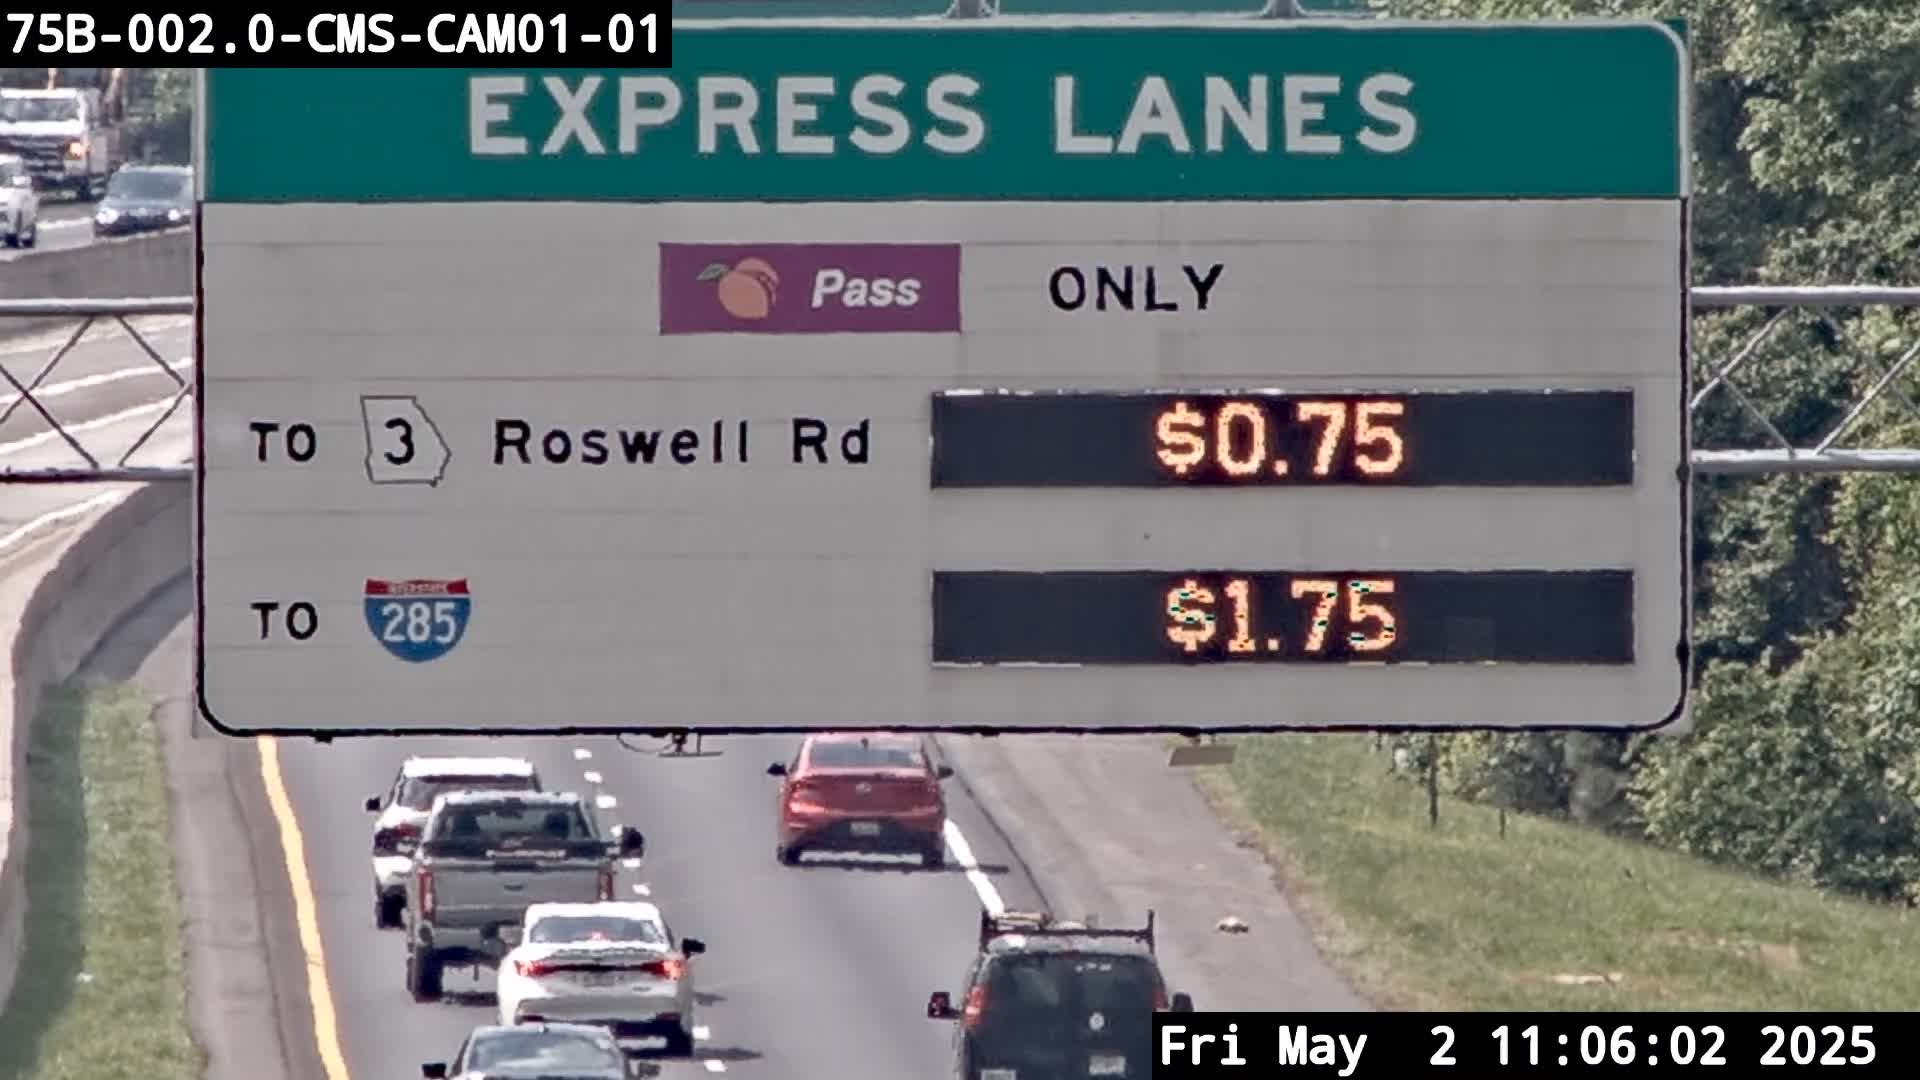 75B-002.0-CMS-CAM01-01
EXPRESS LANES
Pass ONLY
TO 3 Roswell Rd $0.75
TO INTERSTATE 285 $1.75
Fri May 2 11:06:02 2025